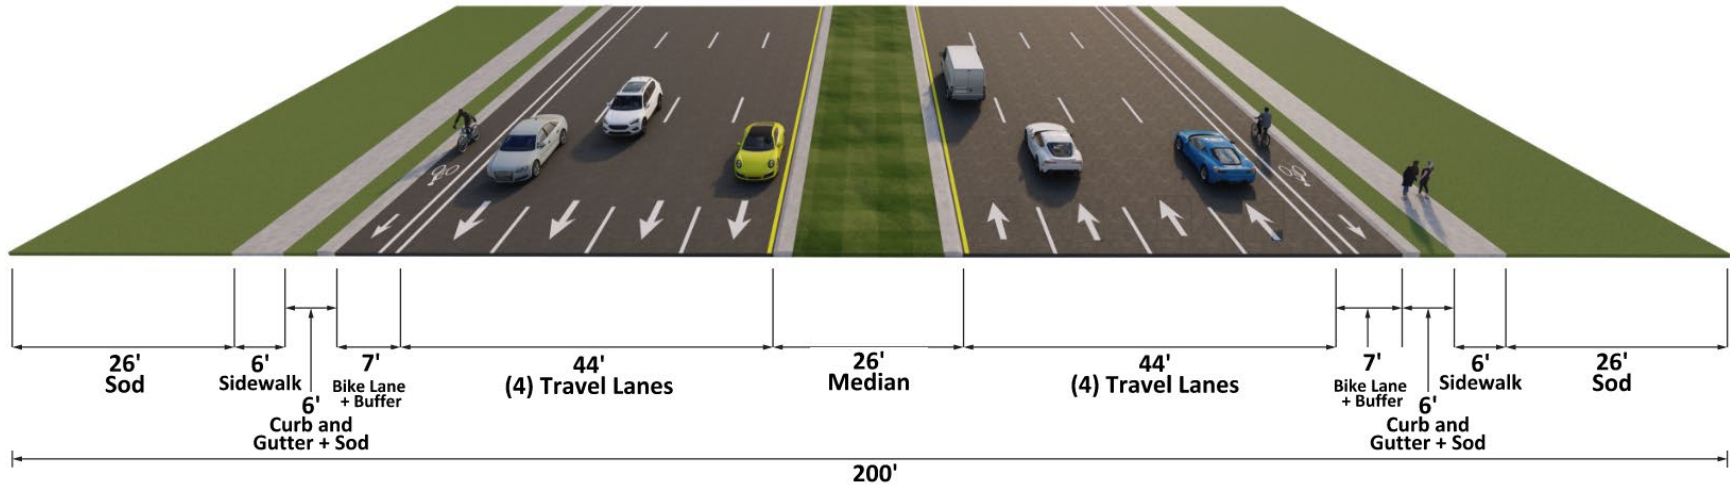 26'
Sod
6'
Sidewalk
6'
Curb and
Gutter + Sod
7'
Bike Lane
+ Buffer
44'
(4) Travel Lanes
26'
Median
44'
(4) Travel Lanes
7'
Bike Lane
+ Buffer
6'
Curb and
Gutter + Sod
6'
Sidewalk
26'
Sod
200'